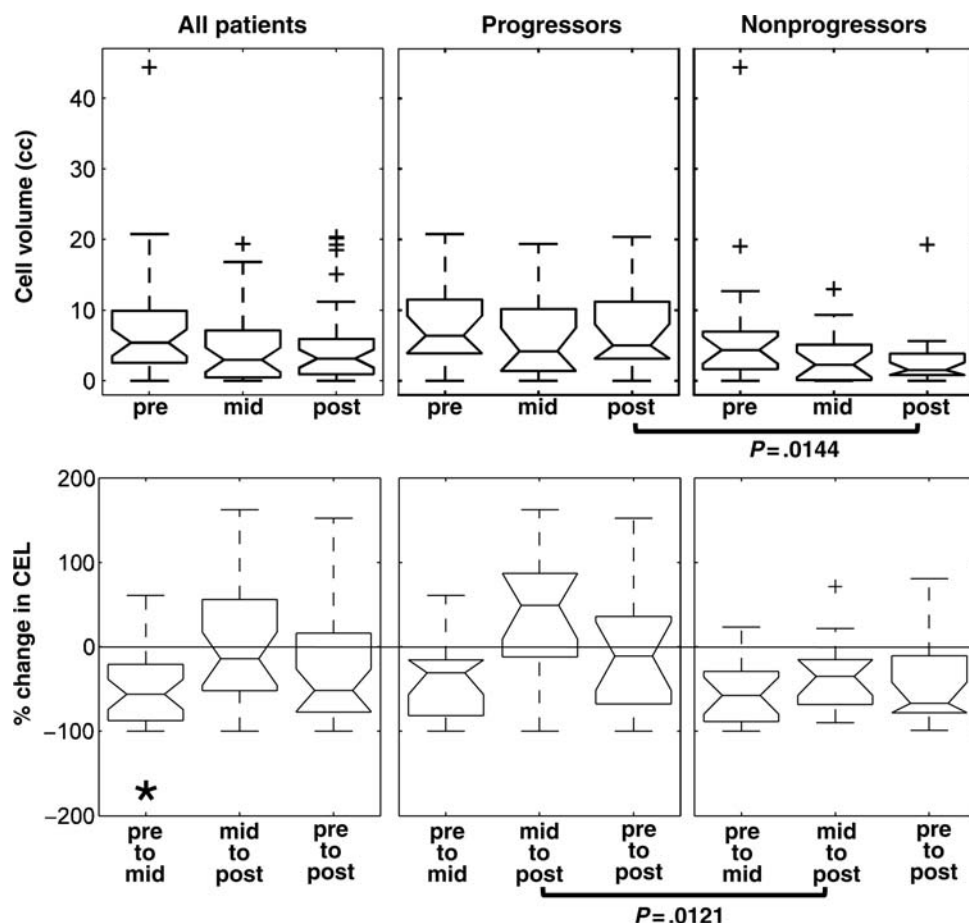 All patients Progressors Nonprogressors
Cell volume (cc)
40
30
20
10
0
pre mid post pre mid post pre mid post
P=.0144
% change in CEL
200
100
0
−100
−200
*
pre to mid mid to post pre to post pre to mid mid to post pre to post pre to mid mid to post pre to post
P=.0121